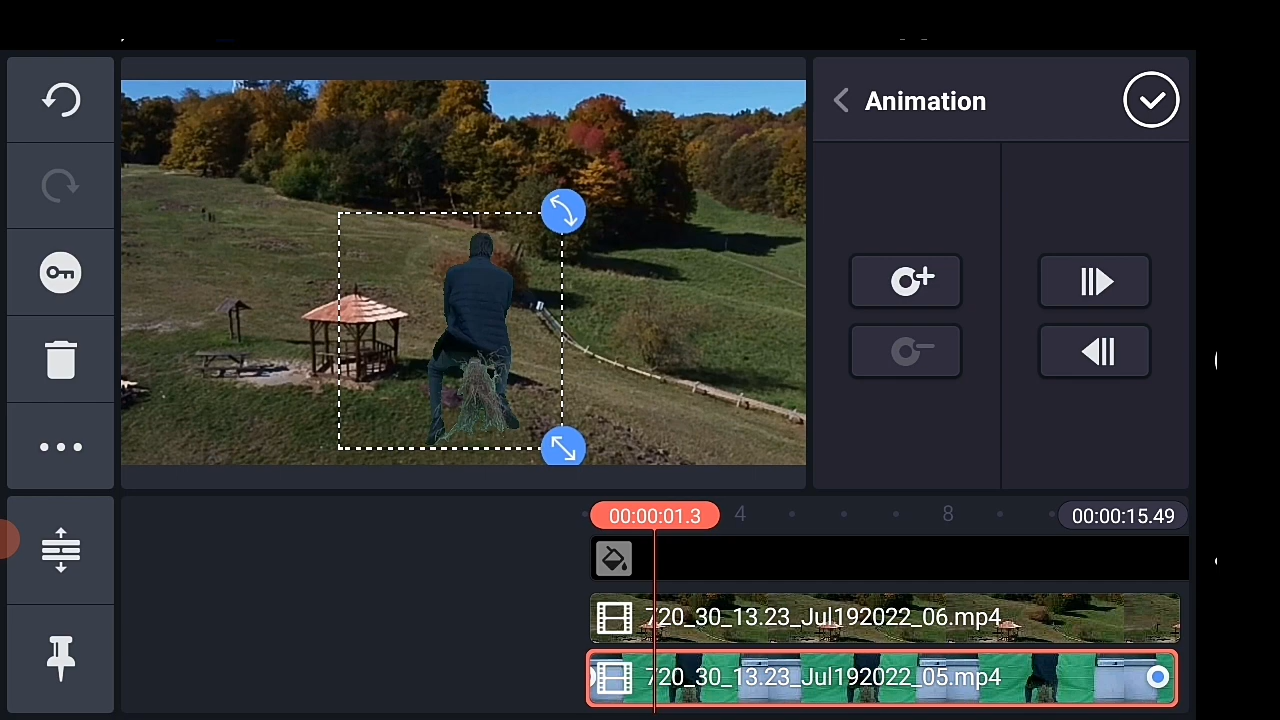 Animation
00:00:01.3
4
8
00:00:15.49
720_30_13.23_Jul192022_06.mp4
720_30_13.23_Jul192022_05.mp4